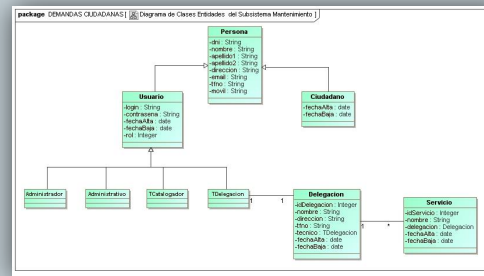 package DEMANDAS CIUDADANAS [ Diagrama de Clases Entidades del Subsistema Mantenimiento ]
Persona
-dni : String
-nombre : String
-apellido1 : String
-apellido2 : String
-direccion : String
-email : String
-tfno : String
-movil : String
Usuario
-login : String
-contrasena : String
-fechaAlta : date
-fechaBaja : date
-rol : Integer
Ciudadano
-fechaAlta : date
-fechaBaja : date
Administrador
Administrativo
TCatalogador
TDelegacion
1
1
Delegacion
-idDelegacion : Integer
-nombre : String
-direccion : String
-tfno : String
-tecnico : TDelegacion
-fechaAlta : date
-fechaBaja : date
1
*
Servicio
-idServicio : Integer
-nombre : String
-delegacion : Delegacion
-fechaAlta : date
-fechaBaja : date